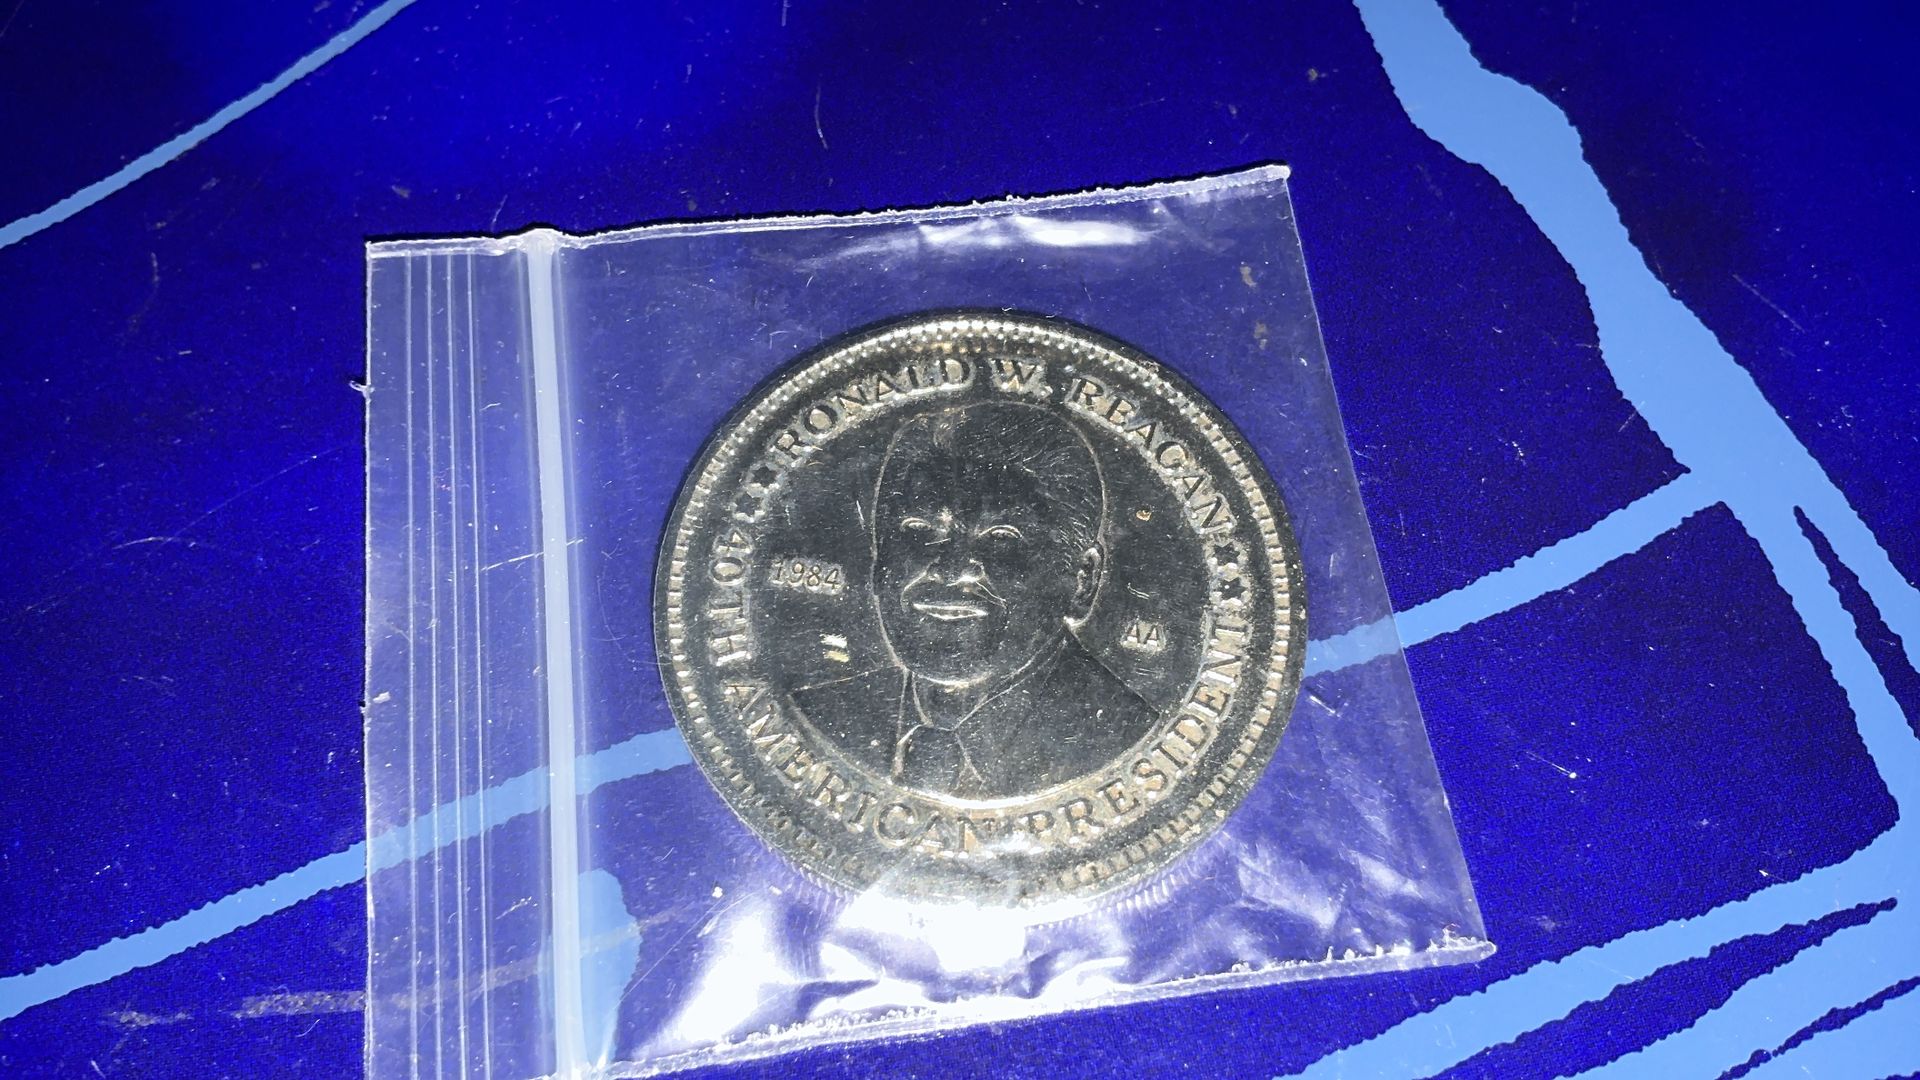 RONALD W. REAGAN
1984
AA
40TH AMERICAN PRESIDENT